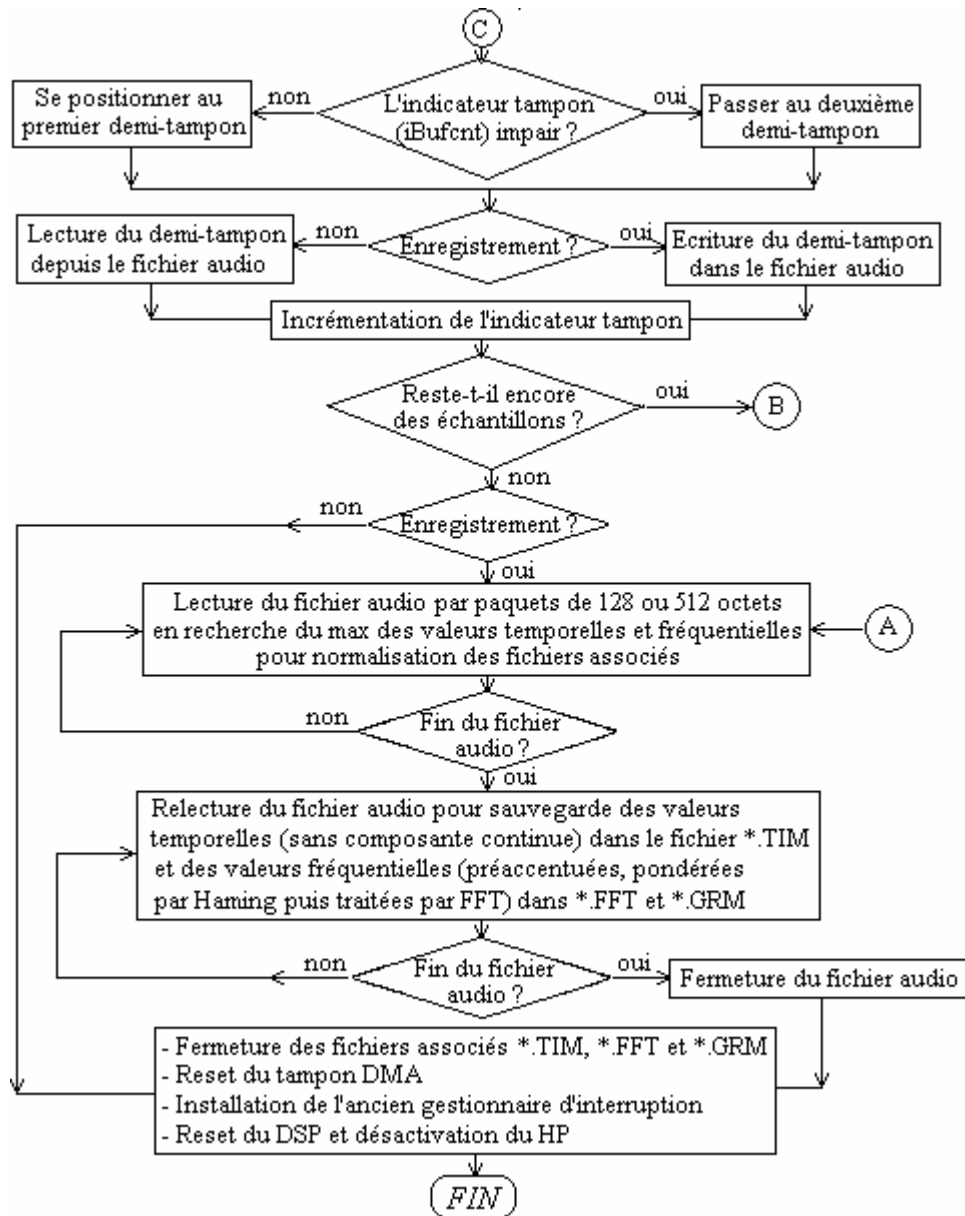 C
L'indicateur tampon
(iBufcnt) impair ?
non
oui
Se positionner au
premier demi-tampon
Passer au deuxième
demi-tampon
Enregistrement ?
non
oui
Lecture du demi-tampon
depuis le fichier audio
Ecriture du demi-tampon
dans le fichier audio
Incrémentation de l'indicateur tampon
Reste-t-il encore
des échantillons ?
oui
B
non
Enregistrement ?
non
oui
Lecture du fichier audio par paquets de 128 ou 512 octets
en recherche du max des valeurs temporelles et fréquentielles
pour normalisation des fichiers associés
A
Fin du fichier
audio ?
non
oui
Relecture du fichier audio pour sauvegarde des valeurs
temporelles (sans composante continue) dans le fichier *.TIM
et des valeurs fréquentielles (préaccentuées, pondérées
par Haming puis traitées par FFT) dans *.FFT et *.GRM
Fin du fichier
audio ?
non
oui
Fermeture du fichier audio
- Fermeture des fichiers associés *.TIM, *.FFT et *.GRM
- Reset du tampon DMA
- Installation de l'ancien gestionnaire d'interruption
- Reset du DSP et désactivation du HP
FIN